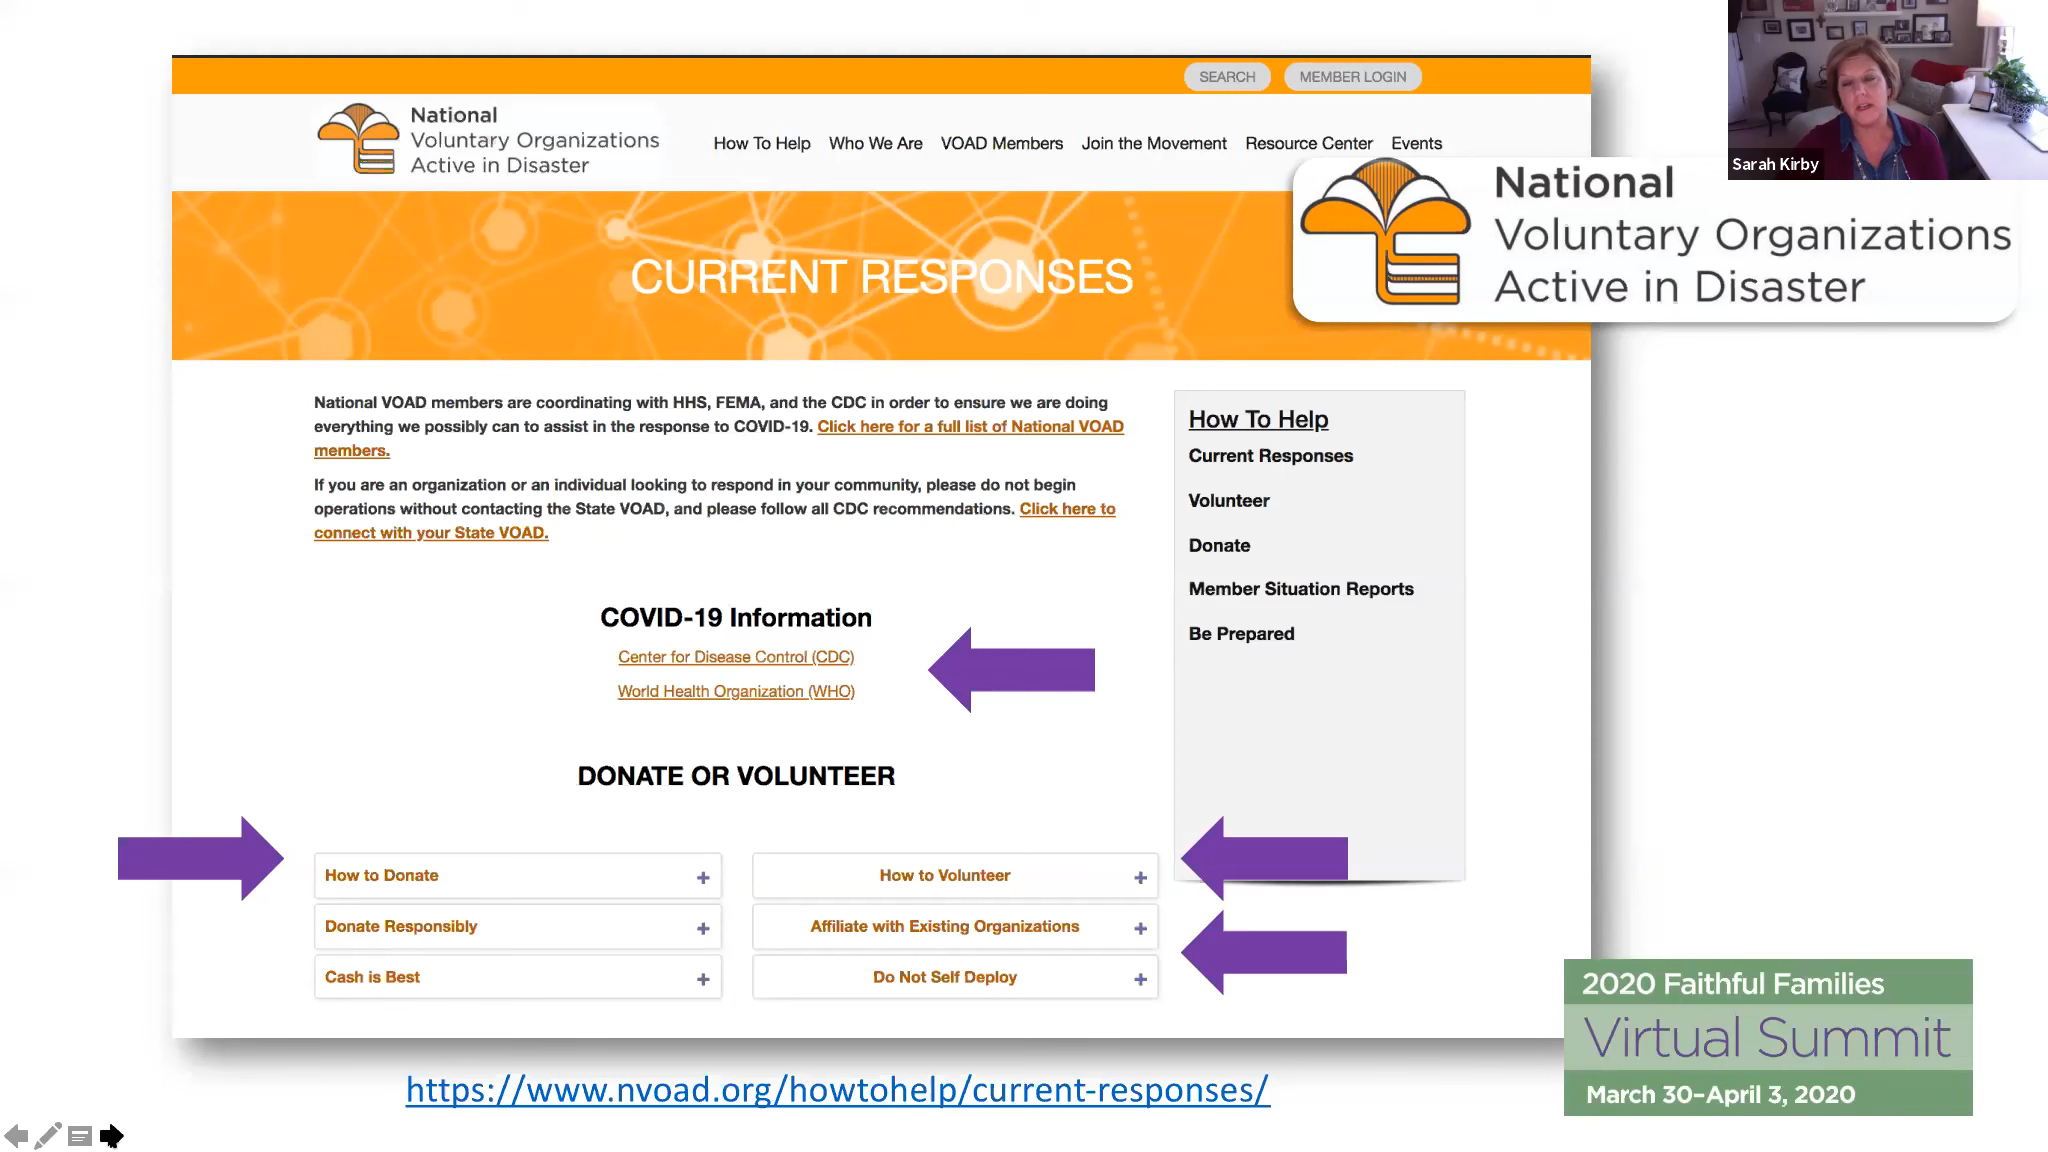 SEARCH
MEMBER LOGIN
National
Voluntary Organizations
Active in Disaster
How To Help
Who We Are
VOAD Members
Join the Movement
Resource Center
Events
Sarah Kirby
National
Voluntary Organizations
Active in Disaster
CURRENT RESPONSES
National VOAD members are coordinating with HHS, FEMA, and the CDC in order to ensure we are doing
everything we possibly can to assist in the response to COVID-19. Click here for a full list of National VOAD
members.
If you are an organization or an individual looking to respond in your community, please do not begin
operations without contacting the State VOAD, and please follow all CDC recommendations. Click here to
connect with your State VOAD.
How To Help
Current Responses
Volunteer
Donate
Member Situation Reports
Be Prepared
COVID-19 Information
Center for Disease Control (CDC)
World Health Organization (WHO)
DONATE OR VOLUNTEER
How to Donate +
Donate Responsibly +
Cash is Best +
How to Volunteer +
Affiliate with Existing Organizations +
Do Not Self Deploy +
https://www.nvoad.org/howtohelp/current-responses/
2020 Faithful Families
Virtual Summit
March 30–April 3, 2020